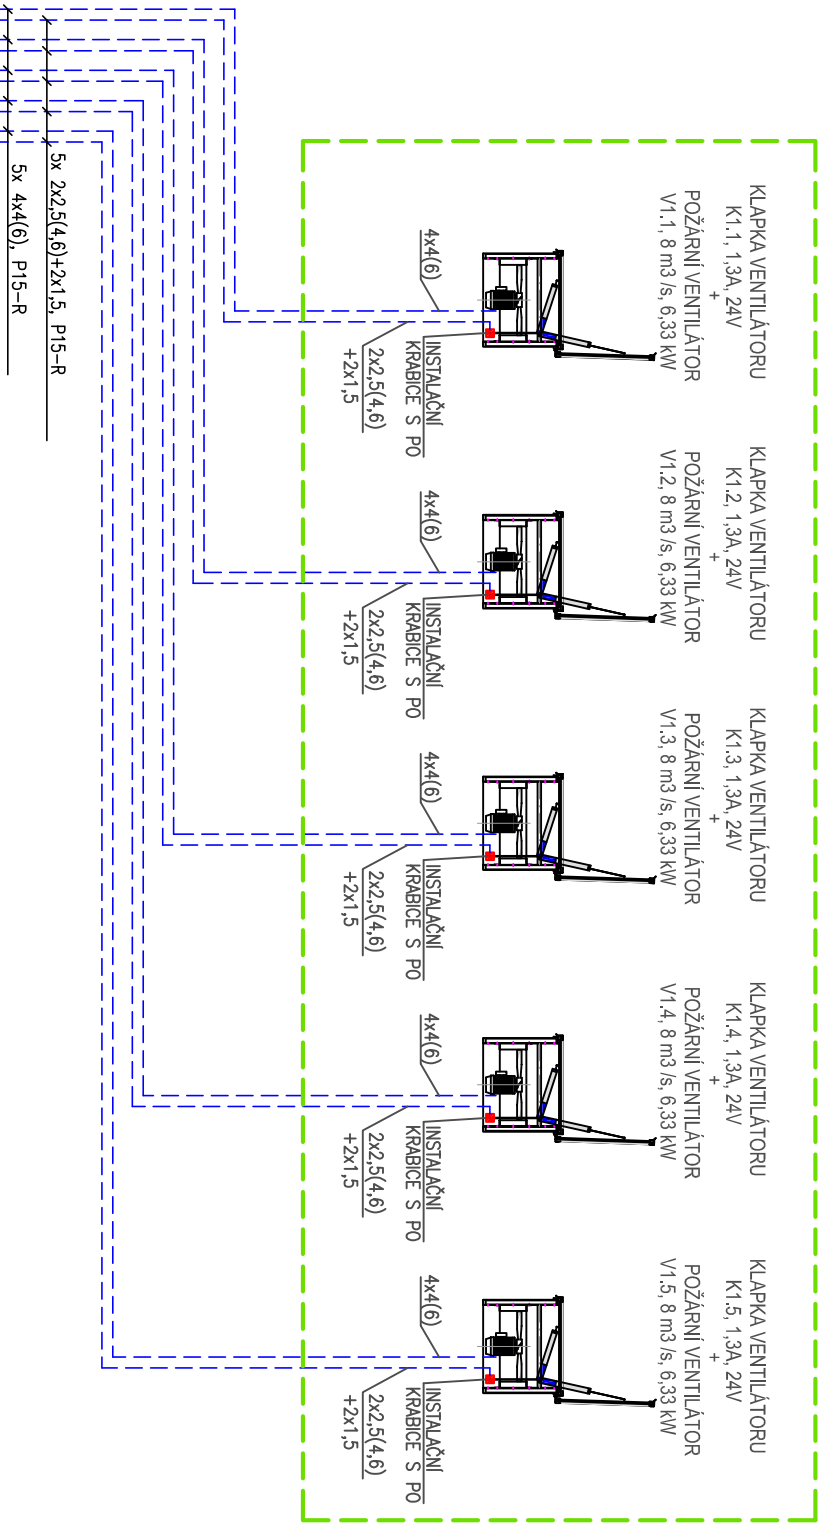 KLAPKA VENTILÁTORU
K1.1, 1,3A, 24V
+
POŽÁRNÍ VENTILÁTOR
V1.1, 8 m3 /s, 6,33 kW
4x4(6)
INSTALAČNÍ
KRABICE S PO
2x2,5(4,6)
+2x1,5
KLAPKA VENTILÁTORU
K1.2, 1,3A, 24V
+
POŽÁRNÍ VENTILÁTOR
V1.2, 8 m3 /s, 6,33 kW
4x4(6)
INSTALAČNÍ
KRABICE S PO
2x2,5(4,6)
+2x1,5
KLAPKA VENTILÁTORU
K1.3, 1,3A, 24V
+
POŽÁRNÍ VENTILÁTOR
V1.3, 8 m3 /s, 6,33 kW
4x4(6)
INSTALAČNÍ
KRABICE S PO
2x2,5(4,6)
+2x1,5
KLAPKA VENTILÁTORU
K1.4, 1,3A, 24V
+
POŽÁRNÍ VENTILÁTOR
V1.4, 8 m3 /s, 6,33 kW
4x4(6)
INSTALAČNÍ
KRABICE S PO
2x2,5(4,6)
+2x1,5
KLAPKA VENTILÁTORU
K1.5, 1,3A, 24V
+
POŽÁRNÍ VENTILÁTOR
V1.5, 8 m3 /s, 6,33 kW
4x4(6)
INSTALAČNÍ
KRABICE S PO
2x2,5(4,6)
+2x1,5
5x 2x2,5(4,6)+2x1,5, P15-R
5x 4x4(6), P15-R